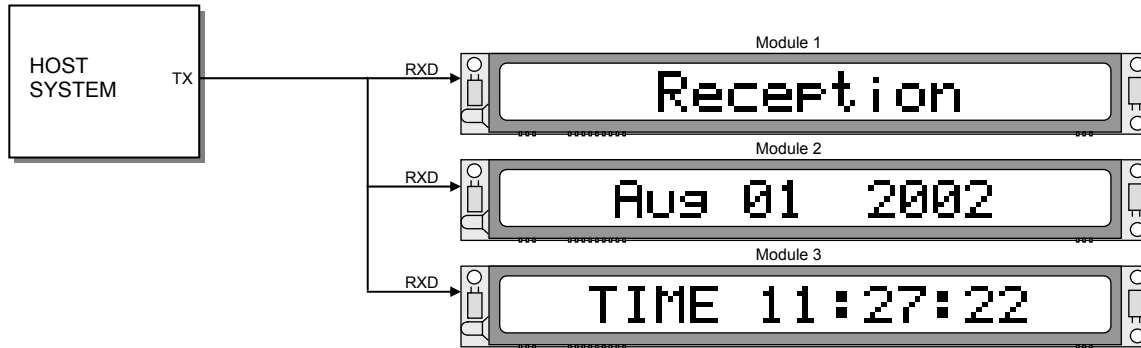 HOST
SYSTEM
TX
Module 1
RXD
Reception
Module 2
RXD
Aug 01 2002
Module 3
RXD
TIME 11:27:22